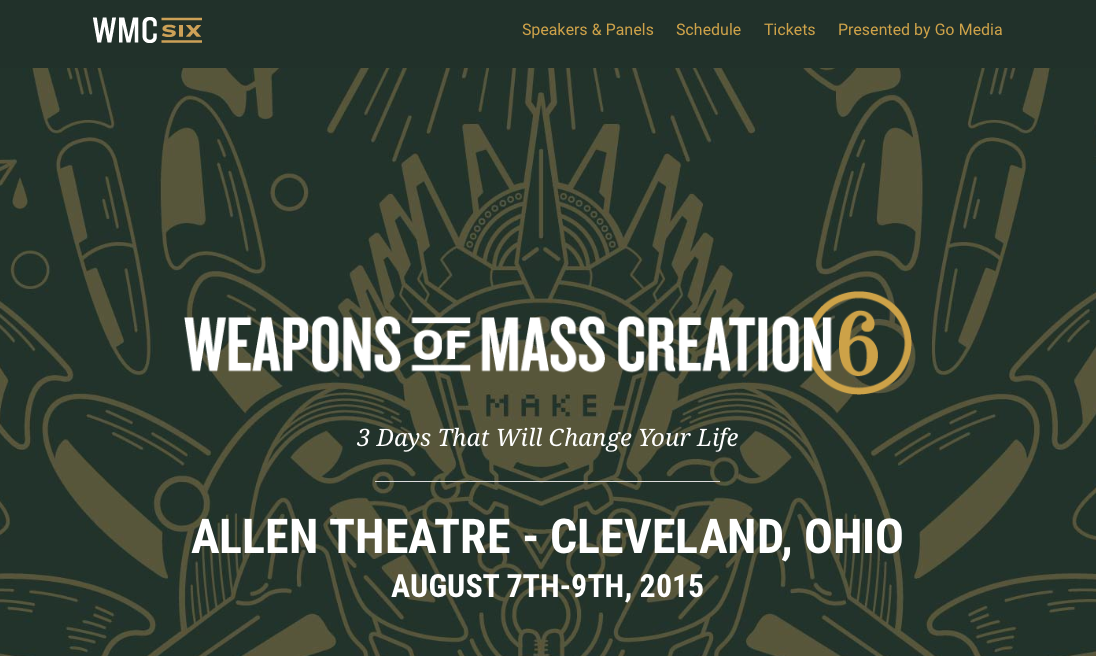 WMC SIX
Speakers & Panels Schedule Tickets Presented by Go Media
WEAPONS OF MASS CREATION 6
MAKE
3 Days That Will Change Your Life
ALLEN THEATRE - CLEVELAND, OHIO
AUGUST 7TH-9TH, 2015